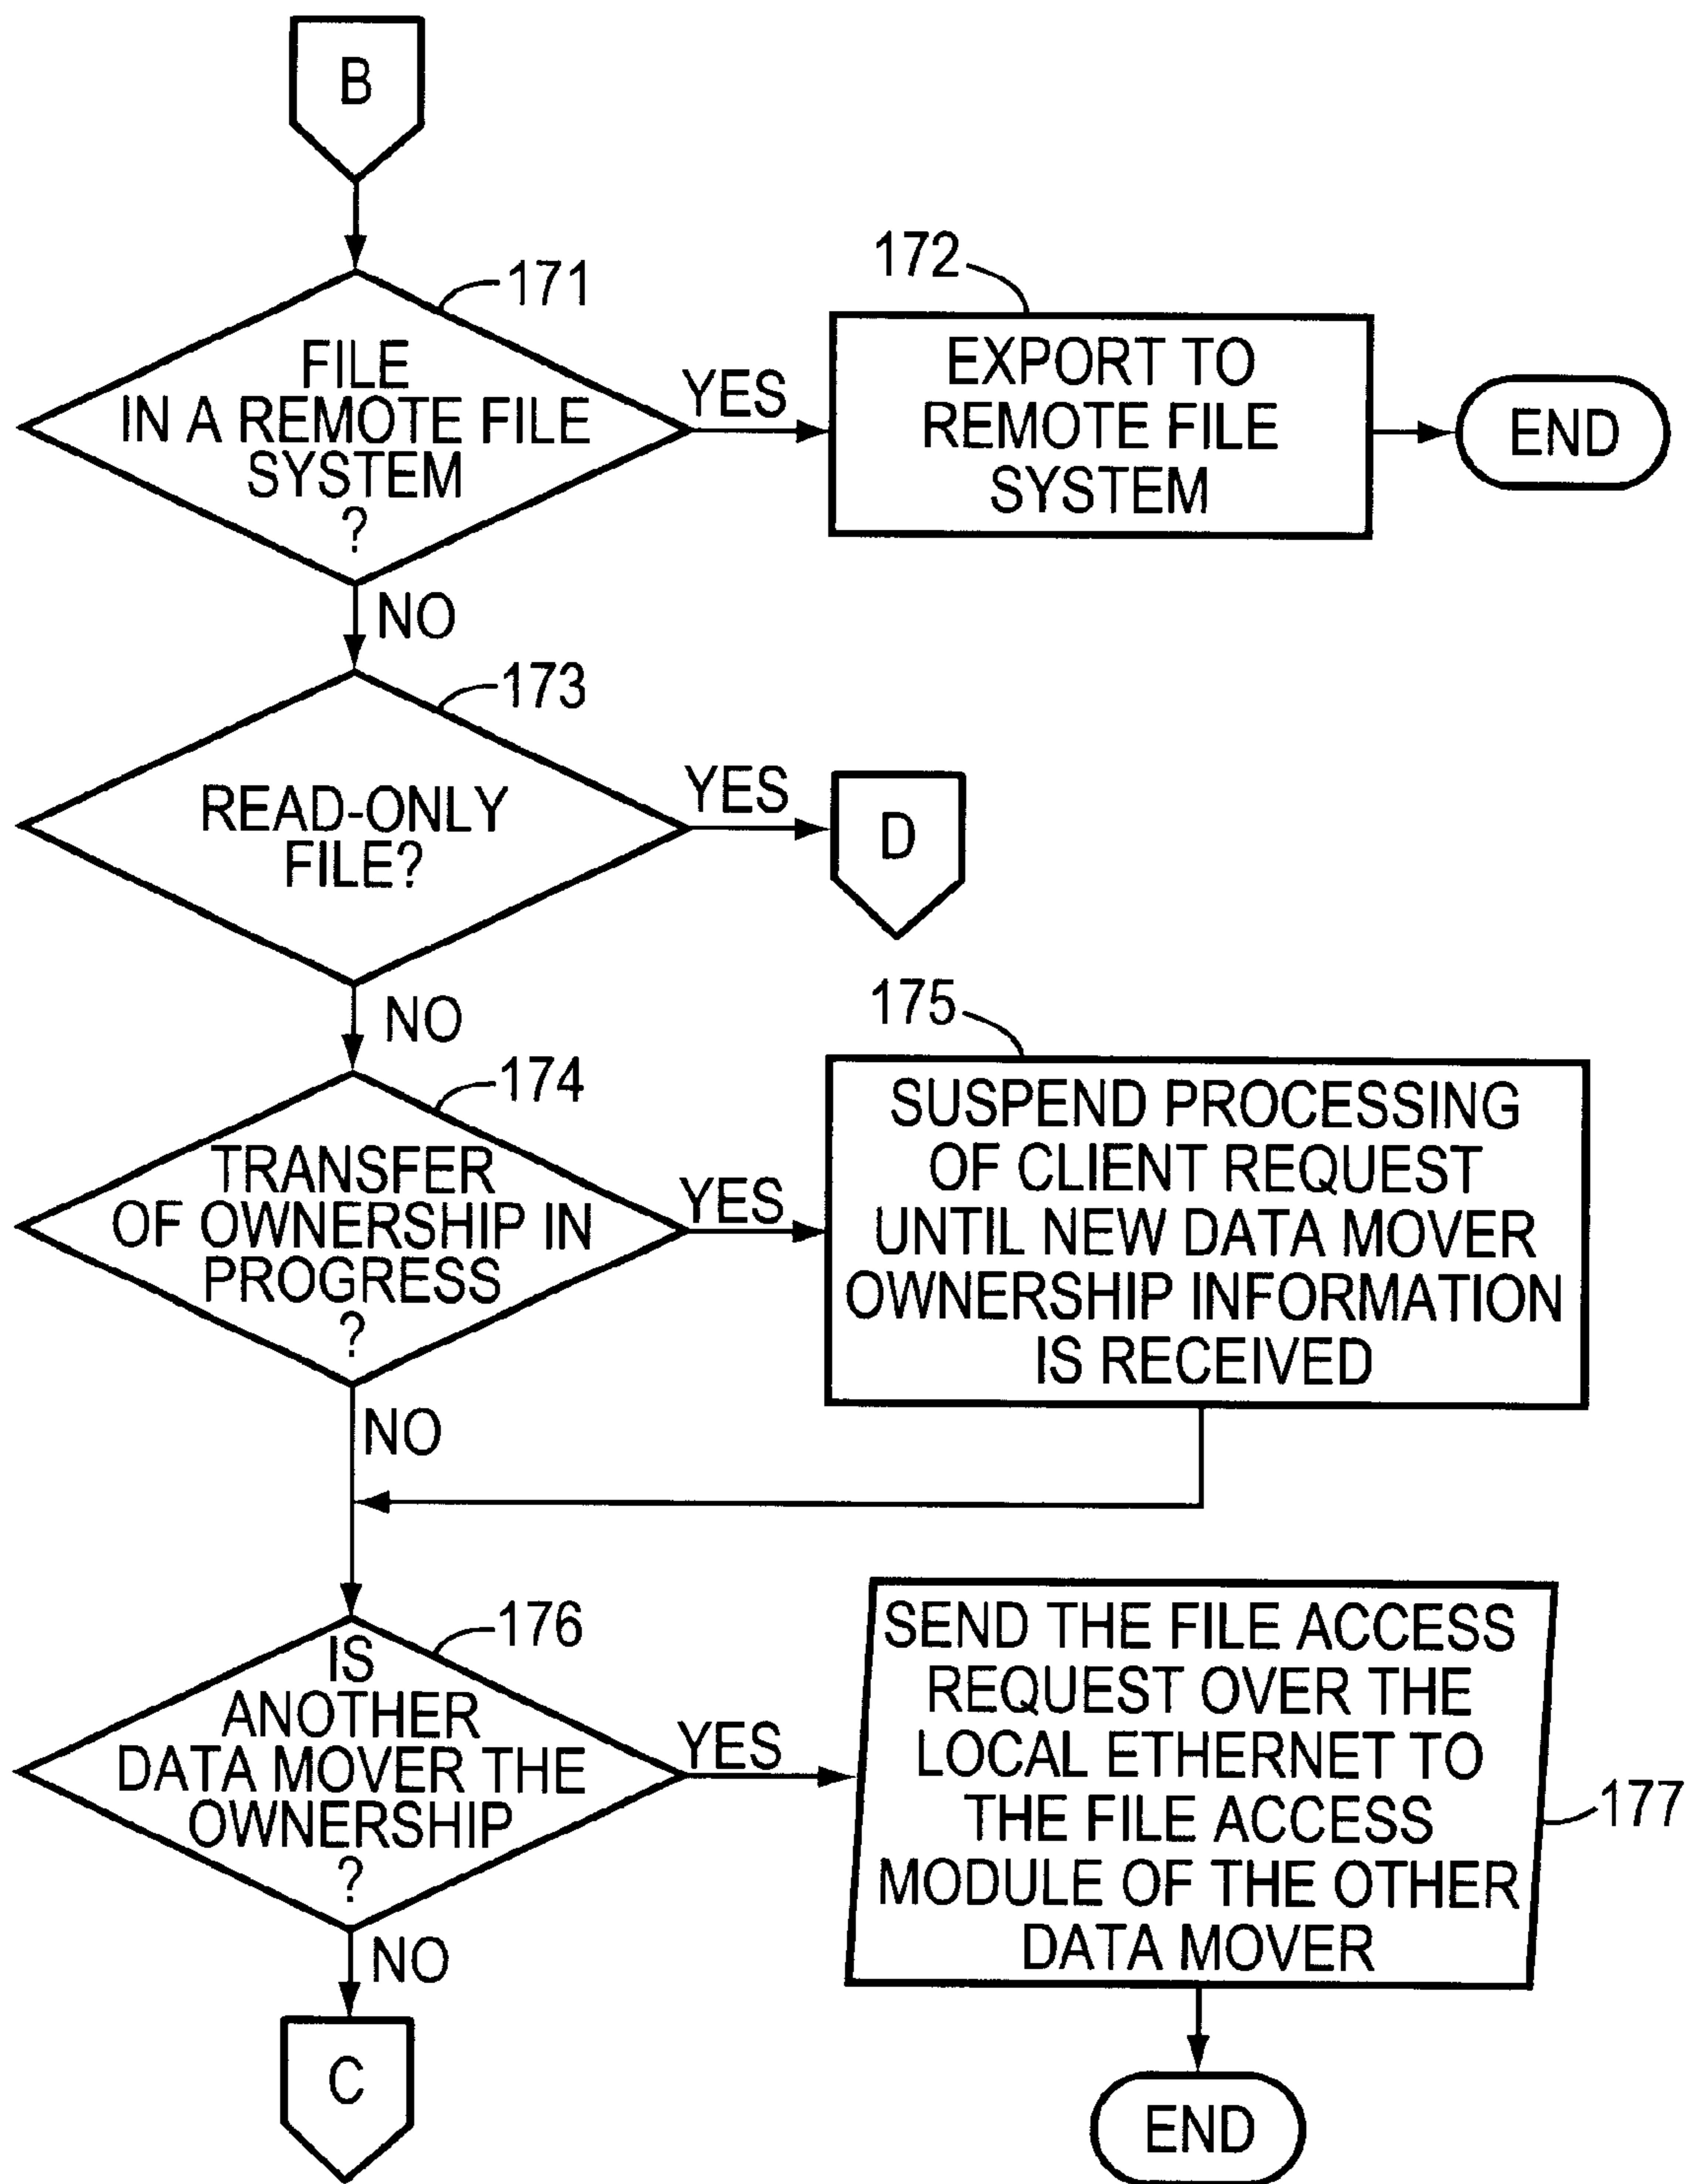 B
171
FILE
IN A REMOTE FILE
SYSTEM
?
YES
172
EXPORT TO
REMOTE FILE
SYSTEM
END
NO
173
READ-ONLY
FILE?
YES
D
NO
174
TRANSFER
OF OWNERSHIP IN
PROGRESS
?
YES
175
SUSPEND PROCESSING
OF CLIENT REQUEST
UNTIL NEW DATA MOVER
OWNERSHIP INFORMATION
IS RECEIVED
NO
176
IS
ANOTHER
DATA MOVER THE
OWNERSHIP
?
YES
SEND THE FILE ACCESS
REQUEST OVER THE
LOCAL ETHERNET TO
THE FILE ACCESS
MODULE OF THE OTHER
DATA MOVER
177
NO
C
END